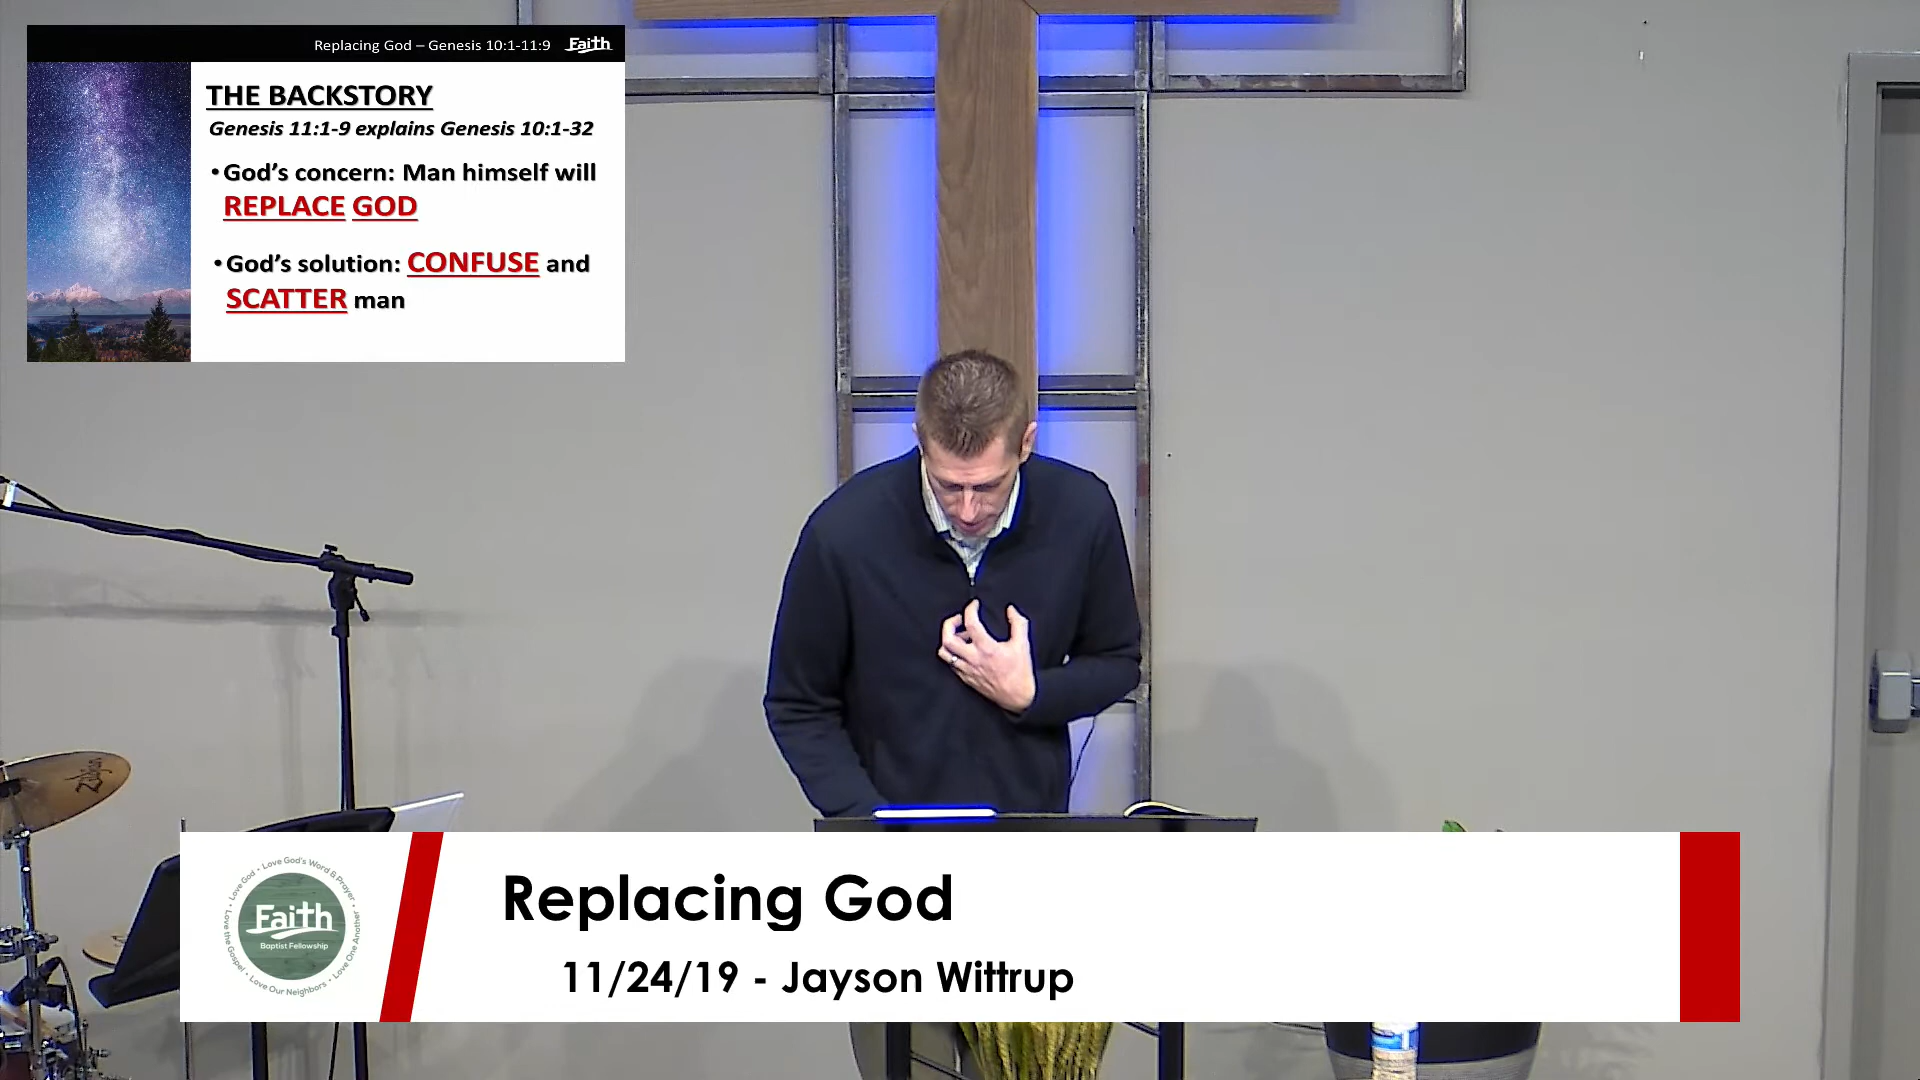 Replacing God – Genesis 10:1-11:9 Faith
THE BACKSTORY
Genesis 11:1-9 explains Genesis 10:1-32
•God's concern: Man himself will
REPLACE GOD
•God's solution: CONFUSE and
SCATTER man
Zildjian
• Love God • Love God's Word & Prayer • Love One Another • Love Our Neighbors • Love the Gospel
Faith
Baptist Fellowship
Replacing God
11/24/19 - Jayson Wittrup